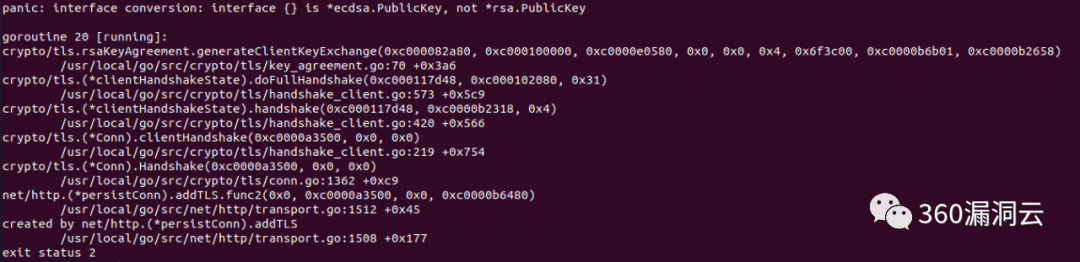 panic: interface conversion: interface {} is *ecdsa.PublicKey, not *rsa.PublicKey
goroutine 20 [running]:
crypto/tls.rsaKeyAgreement.generateClientKeyExchange(0xc000082a80, 0xc000100000, 0xc0000e0580, 0x0, 0x0, 0x4, 0x6f3c00, 0xc0000b6b01, 0xc0000b2658)
/usr/local/go/src/crypto/tls/key_agreement.go:70 +0x3a6
crypto/tls.(*clientHandshakeState).doFullHandshake(0xc000117d48, 0xc000102080, 0x31)
/usr/local/go/src/crypto/tls/handshake_client.go:573 +0x5c9
crypto/tls.(*clientHandshakeState).handshake(0xc000117d48, 0xc0000b2318, 0x4)
/usr/local/go/src/crypto/tls/handshake_client.go:420 +0x566
crypto/tls.(*Conn).clientHandshake(0xc0000a3500, 0x0, 0x0)
/usr/local/go/src/crypto/tls/handshake_client.go:219 +0x754
crypto/tls.(*Conn).Handshake(0xc0000a3500, 0x0, 0x0)
/usr/local/go/src/crypto/tls/conn.go:1362 +0xc9
net/http.(*persistConn).addTLS.func2(0x0, 0xc0000a3500, 0x0, 0xc0000b6480)
/usr/local/go/src/net/http/transport.go:1512 +0x45
created by net/http.(*persistConn).addTLS
/usr/local/go/src/net/http/transport.go:1508 +0x177
exit status 2
360漏洞云